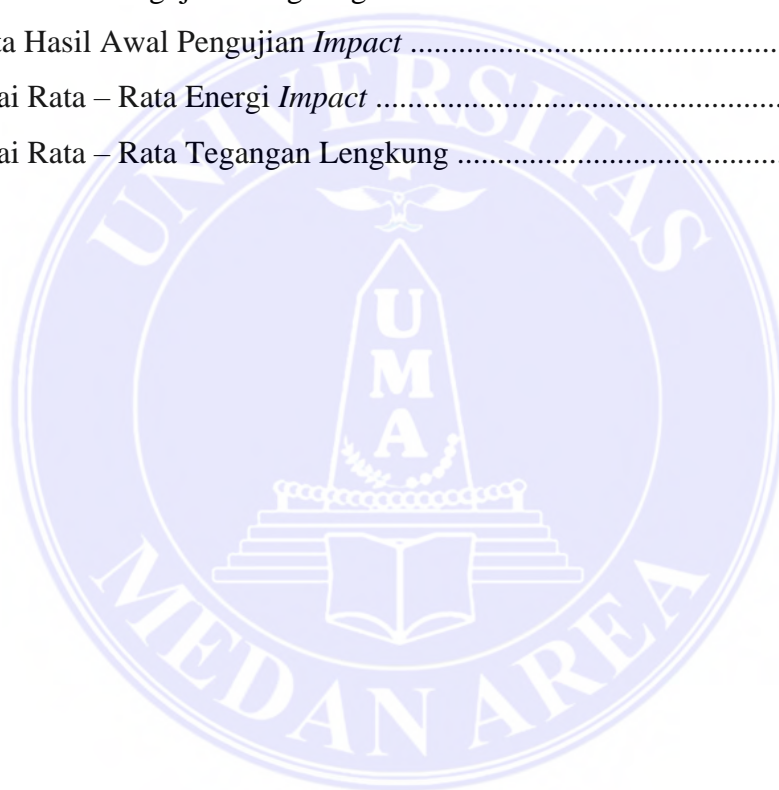 ta Hasil Awal Pengujian Impact ................................................
ai Rata – Rata Energi Impact .....................................................
ai Rata – Rata Tegangan Lengkung ..........................................
UNIVERSITAS
U
M
A
MEDAN AREA